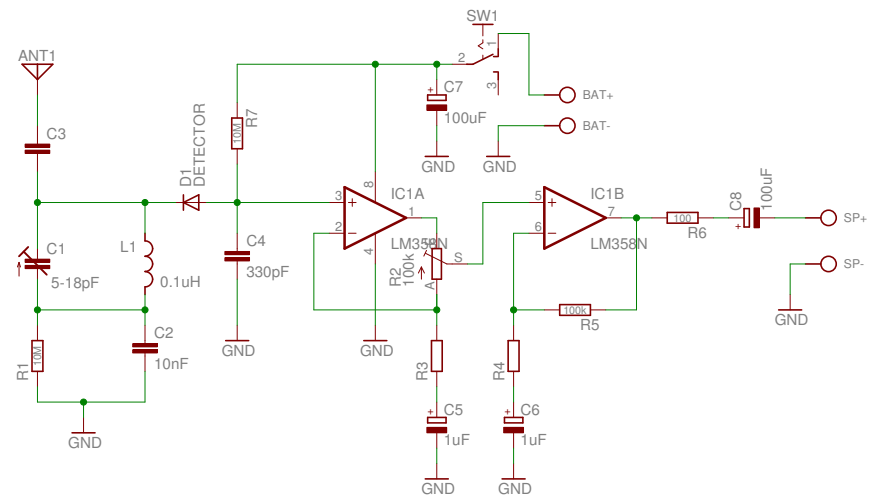 SW1
ANT1
2
1
3
C7
100uF
BAT+
BAT-
GND
GND
C3
D1
DETECTOR
R7
10M
3
2
8
4
1
IC1A
LM358N
5
6
7
IC1B
LM358N
C8
100uF
100
R6
SP+
SP-
GND
C1
5-18pF
L1
0.1uH
C4
330pF
GND
GND
R2
100k
S
A
100k
R5
R1
10M
C2
10nF
GND
R3
R4
C5
1uF
C6
1uF
GND
GND